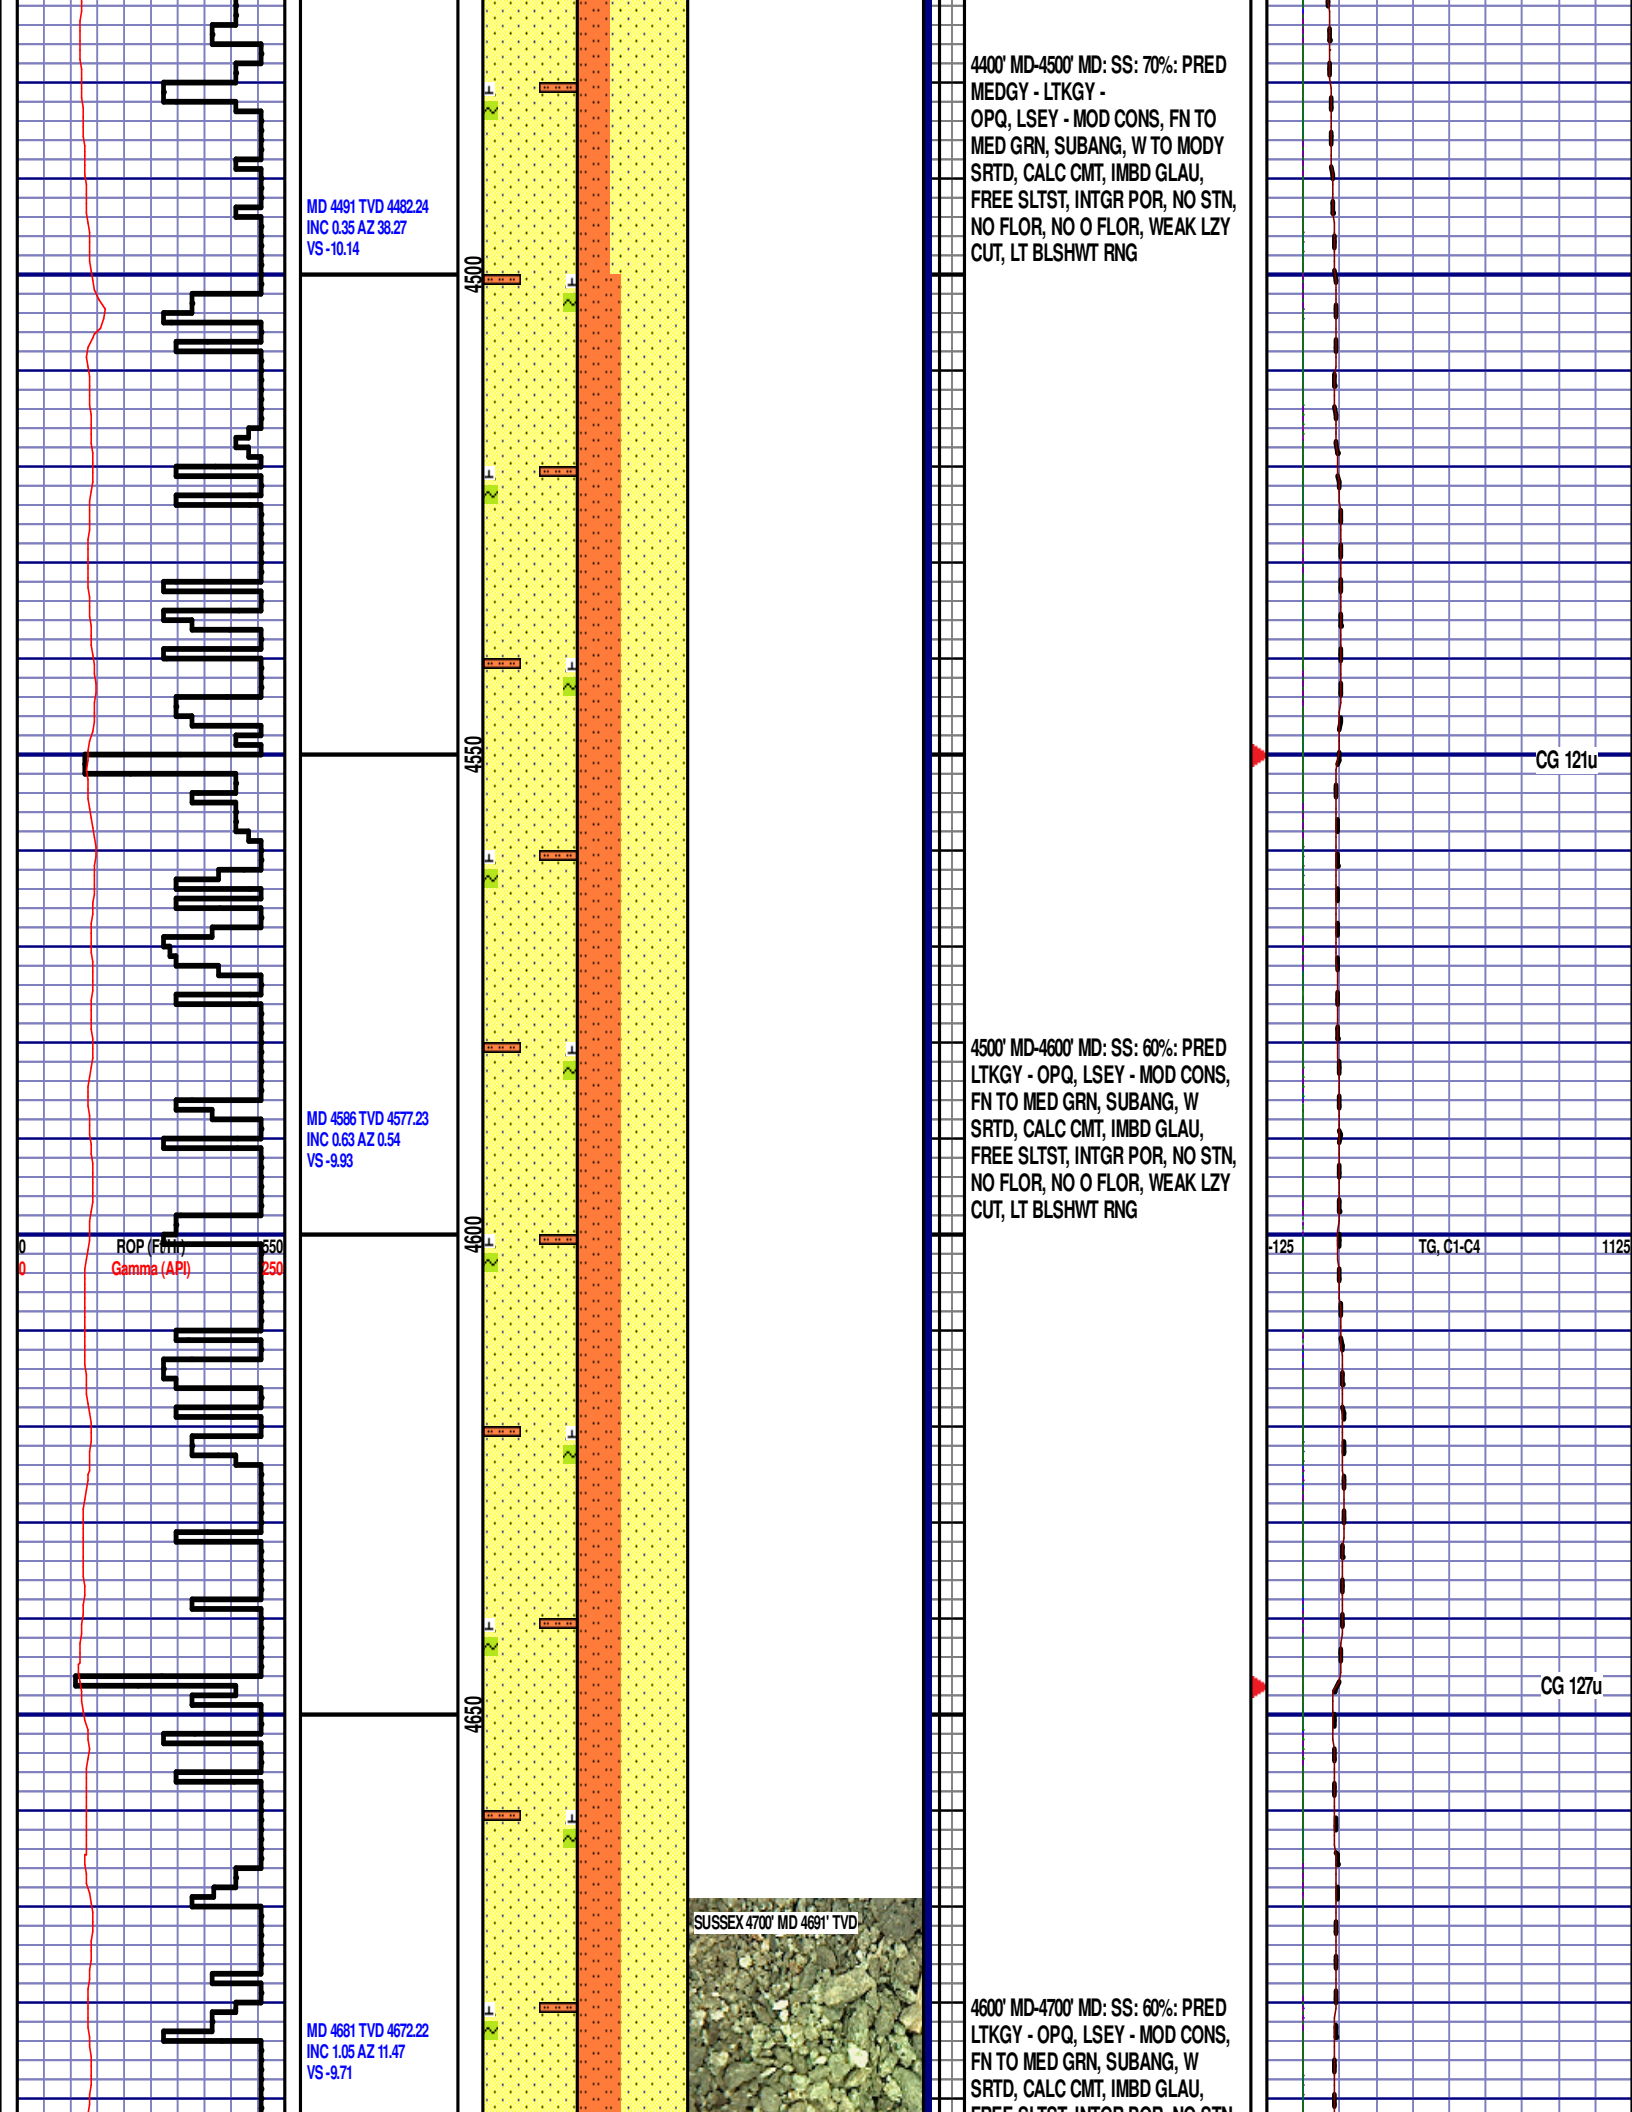 4400' MD-4500' MD: SS: 70%: PRED
MEDGY - LTKGY -
OPQ, LSEY - MOD CONS, FN TO
MED GRN, SUBANG, W TO MODY
SRTD, CALC CMT, IMBD GLAU,
FREE SLTST, INTGR POR, NO STN,
NO FLOR, NO O FLOR, WEAK LZY
CUT, LT BLSHWT RNG
MD 4491 TVD 4482.24
INC 0.35 AZ 38.27
VS -10.14
4500
4550
CG 121u
4500' MD-4600' MD: SS: 60%: PRED
LTKGY - OPQ, LSEY - MOD CONS,
FN TO MED GRN, SUBANG, W
SRTD, CALC CMT, IMBD GLAU,
FREE SLTST, INTGR POR, NO STN,
NO FLOR, NO O FLOR, WEAK LZY
CUT, LT BLSHWT RNG
MD 4586 TVD 4577.23
INC 0.63 AZ 0.54
VS -9.93
4600
0 ROP (Ft/Hr) 550
0 Gamma (API) 250
-125 TG, C1-C4 1125
CG 127u
4650
SUSSEX 4700' MD 4691' TVD
MD 4681 TVD 4672.22
INC 1.05 AZ 11.47
VS -9.71
4600' MD-4700' MD: SS: 60%: PRED
LTKGY - OPQ, LSEY - MOD CONS,
FN TO MED GRN, SUBANG, W
SRTD, CALC CMT, IMBD GLAU,
FREE SLTST, INTGR POR, NO STN,